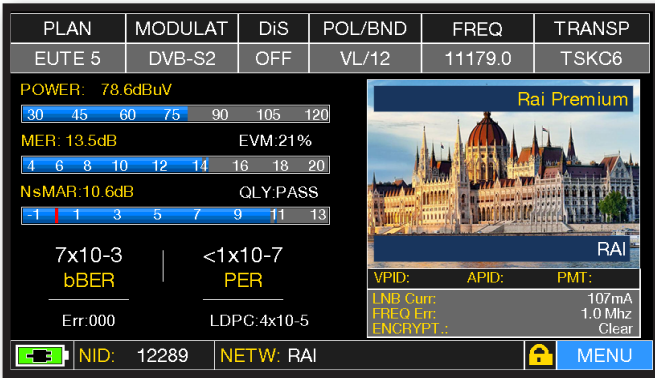 PLAN MODULAT DiS POL/BND FREQ TRANSP
EUTE 5 DVB-S2 OFF VL/12 11179.0 TSKC6
POWER: 78.6dBuV
30 45 60 75 90 105 120
MER: 13.5dB EVM:21%
4 6 8 10 12 14 16 18 20
NsMAR:10.6dB QLY:PASS
-1 1 3 5 7 9 11 13
7x10-3 <1x10-7
bBER PER
Err:000 LDPC:4x10-5
Rai Premium
RAI
VPID: APID: PMT:
LNB Curr: 107mA
FREQ Err: 1.0 Mhz
ENCRYPT.: Clear
NID: 12289 NETW: RAI MENU